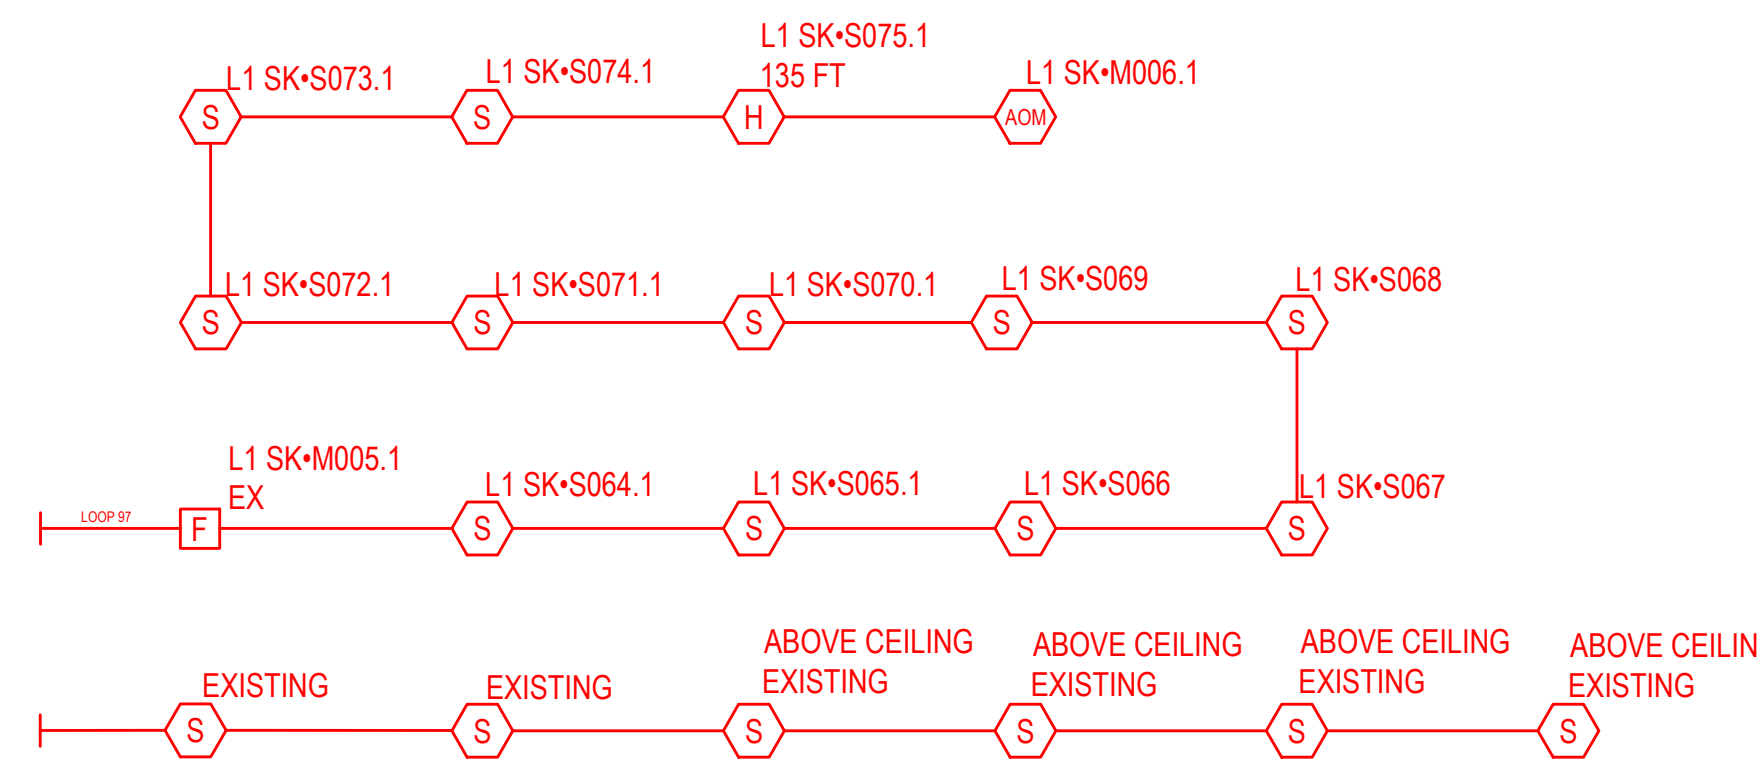 L1 SK•S075.1
135 FT
L1 SK•S073.1
L1 SK•S074.1
L1 SK•M006.1
S
S
H
AOM
L1 SK•S072.1
L1 SK•S071.1
L1 SK•S070.1
L1 SK•S069
L1 SK•S068
S
S
S
S
S
L1 SK•M005.1
EX
L1 SK•S064.1
L1 SK•S065.1
L1 SK•S066
L1 SK•S067
LOOP 97
F
S
S
S
S
EXISTING
EXISTING
ABOVE CEILING
EXISTING
ABOVE CEILING
EXISTING
ABOVE CEILING
EXISTING
ABOVE CEILIN
EXISTING
S
S
S
S
S
S